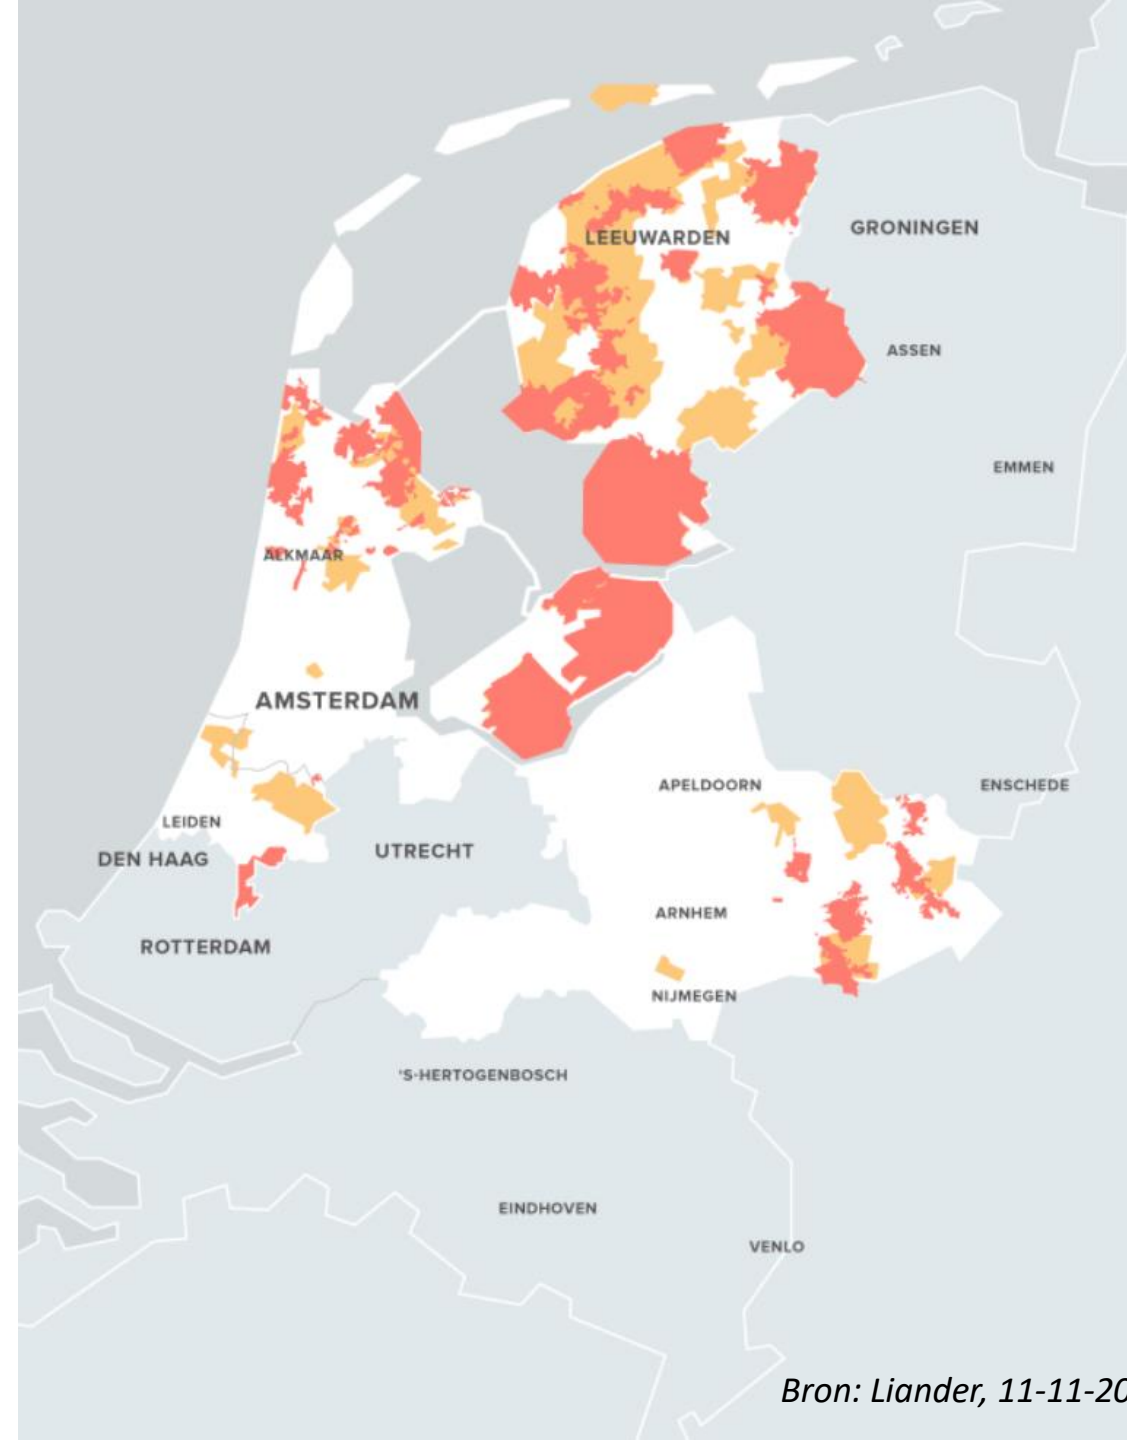 LEEUWARDEN
GRONINGEN
ASSEN
EMMEN
ALKMAAR
AMSTERDAM
APELDOORN
ENSCHEDE
LEIDEN
DEN HAAG
UTRECHT
ARNHEM
ROTTERDAM
NIJMEGEN
'S-HERTOGENBOSCH
EINDHOVEN
VENLO
Bron: Liander, 11-11-20